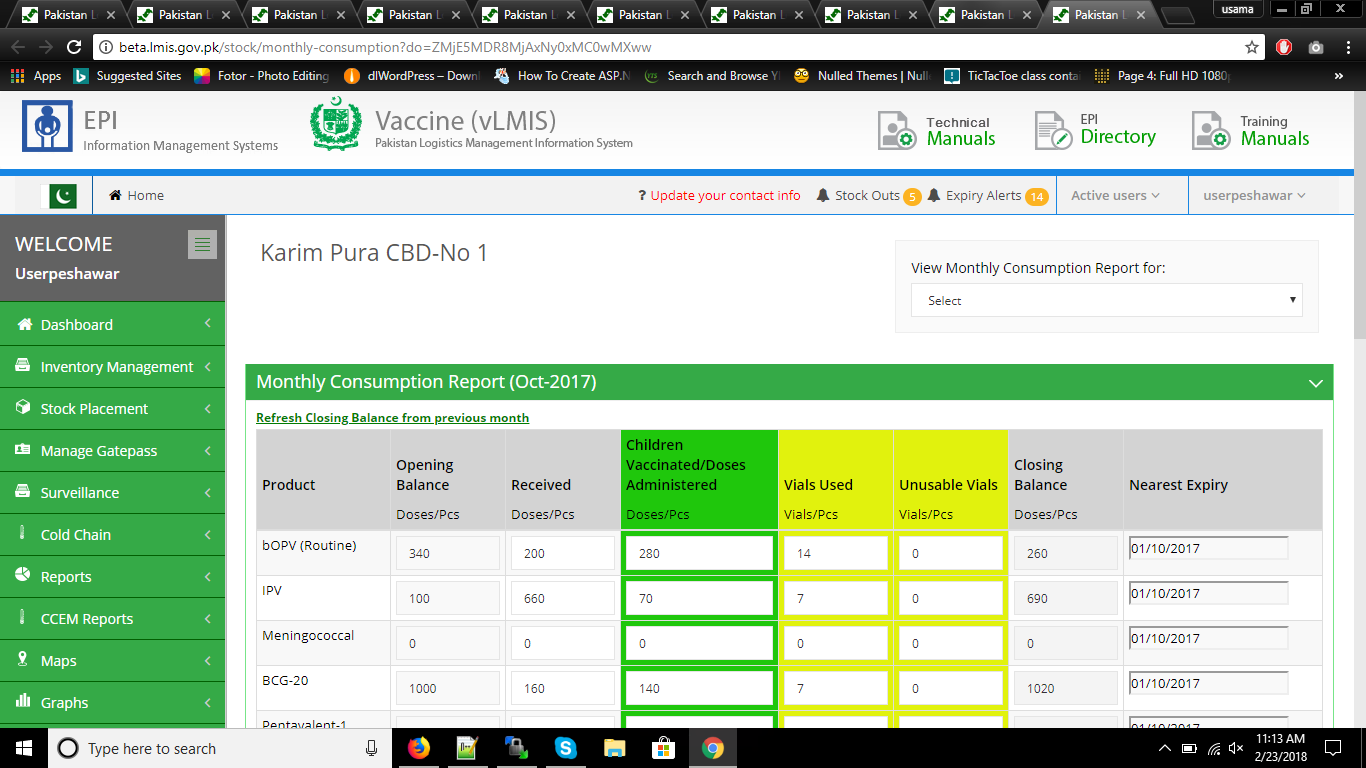 Pakistan L Pakistan L Pakistan L Pakistan L Pakistan L Pakistan L Pakistan L Pakistan L Pakistan L Pakistan L usama
beta.lmis.gov.pk/stock/monthly-consumption?do=ZMjE5MDR8MjAxNy0xMC0wMXww
Apps Suggested Sites Fotor - Photo Editing dlWordPress – Down How To Create ASP.N Search and Browse Y Nulled Themes | Null TicTacToe class conta Page 4: Full HD 1080 »
EPI
Information Management Systems
Vaccine (vLMIS)
Pakistan Logistics Management Information System
Technical
Manuals
EPI
Directory
Training
Manuals
Home ? Update your contact info Stock Outs 5 Expiry Alerts 14 Active users userpeshawar
WELCOME
Userpeshawar
Dashboard
Inventory Management
Stock Placement
Manage Gatepass
Surveillance
Cold Chain
Reports
CCEM Reports
Maps
Graphs
Karim Pura CBD-No 1
View Monthly Consumption Report for:
Select
Monthly Consumption Report (Oct-2017)
Refresh Closing Balance from previous month
Product Opening Balance Received Children Vaccinated/Doses Administered Vials Used Unusable Vials Closing Balance Nearest Expiry
Doses/Pcs Doses/Pcs Doses/Pcs Vials/Pcs Vials/Pcs Doses/Pcs
bOPV (Routine) 340 200 280 14 0 260 01/10/2017
IPV 100 660 70 7 0 690 01/10/2017
Meningococcal 0 0 0 0 0 0 01/10/2017
BCG-20 1000 160 140 7 0 1020 01/10/2017
Pentavalent-1 01/10/2017
Type here to search
11:13 AM
2/23/2018